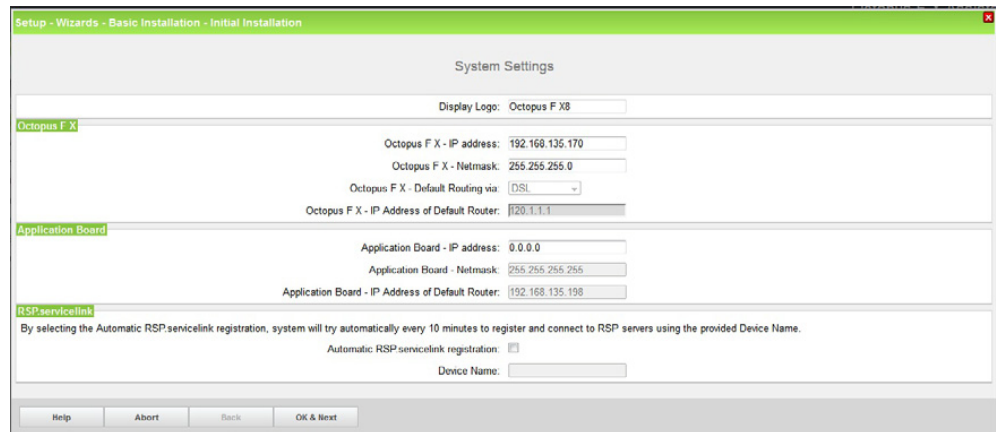 Setup - Wizards - Basic Installation - Initial Installation
System Settings
Display Logo: Octopus F X8
Octopus F X
Octopus F X - IP address: 192.168.135.170
Octopus F X - Netmask: 255.255.255.0
Octopus F X - Default Routing via: DSL
Octopus F X - IP Address of Default Router: 120.1.1.1
Application Board
Application Board - IP address: 0.0.0.0
Application Board - Netmask: 255.255.255.255
Application Board - IP Address of Default Router: 192.168.135.198
RSP.servicelink
By selecting the Automatic RSP.servicelink registration, system will try automatically every 10 minutes to register and connect to RSP servers using the provided Device Name.
Automatic RSP.servicelink registration:
Device Name:
Help Abort Back OK & Next